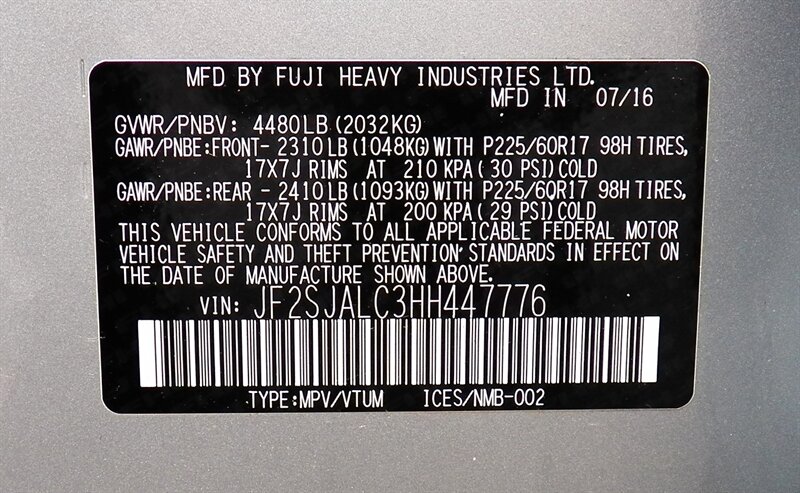 MFD BY FUJI HEAVY INDUSTRIES LTD.
MFD IN 07/16
GVWR/PNBV: 4480LB (2032KG)
GAWR/PNBE:FRONT- 2310LB (1048KG) WITH P225/60R17 98H TIRES,
17X7J RIMS AT 210 KPA ( 30 PSI) COLD
GAWR/PNBE:REAR - 2410LB (1093KG) WITH P225/60R17 98H TIRES,
17X7J RIMS AT 200 KPA ( 29 PSI) COLD
THIS VEHICLE CONFORMS TO ALL APPLICABLE FEDERAL MOTOR
VEHICLE SAFETY AND THEFT PREVENTION STANDARDS IN EFFECT ON
THE DATE OF MANUFACTURE SHOWN ABOVE.
VIN: JF2SJALC3HH447776
TYPE:MPV/VTUM ICES/NMB-002